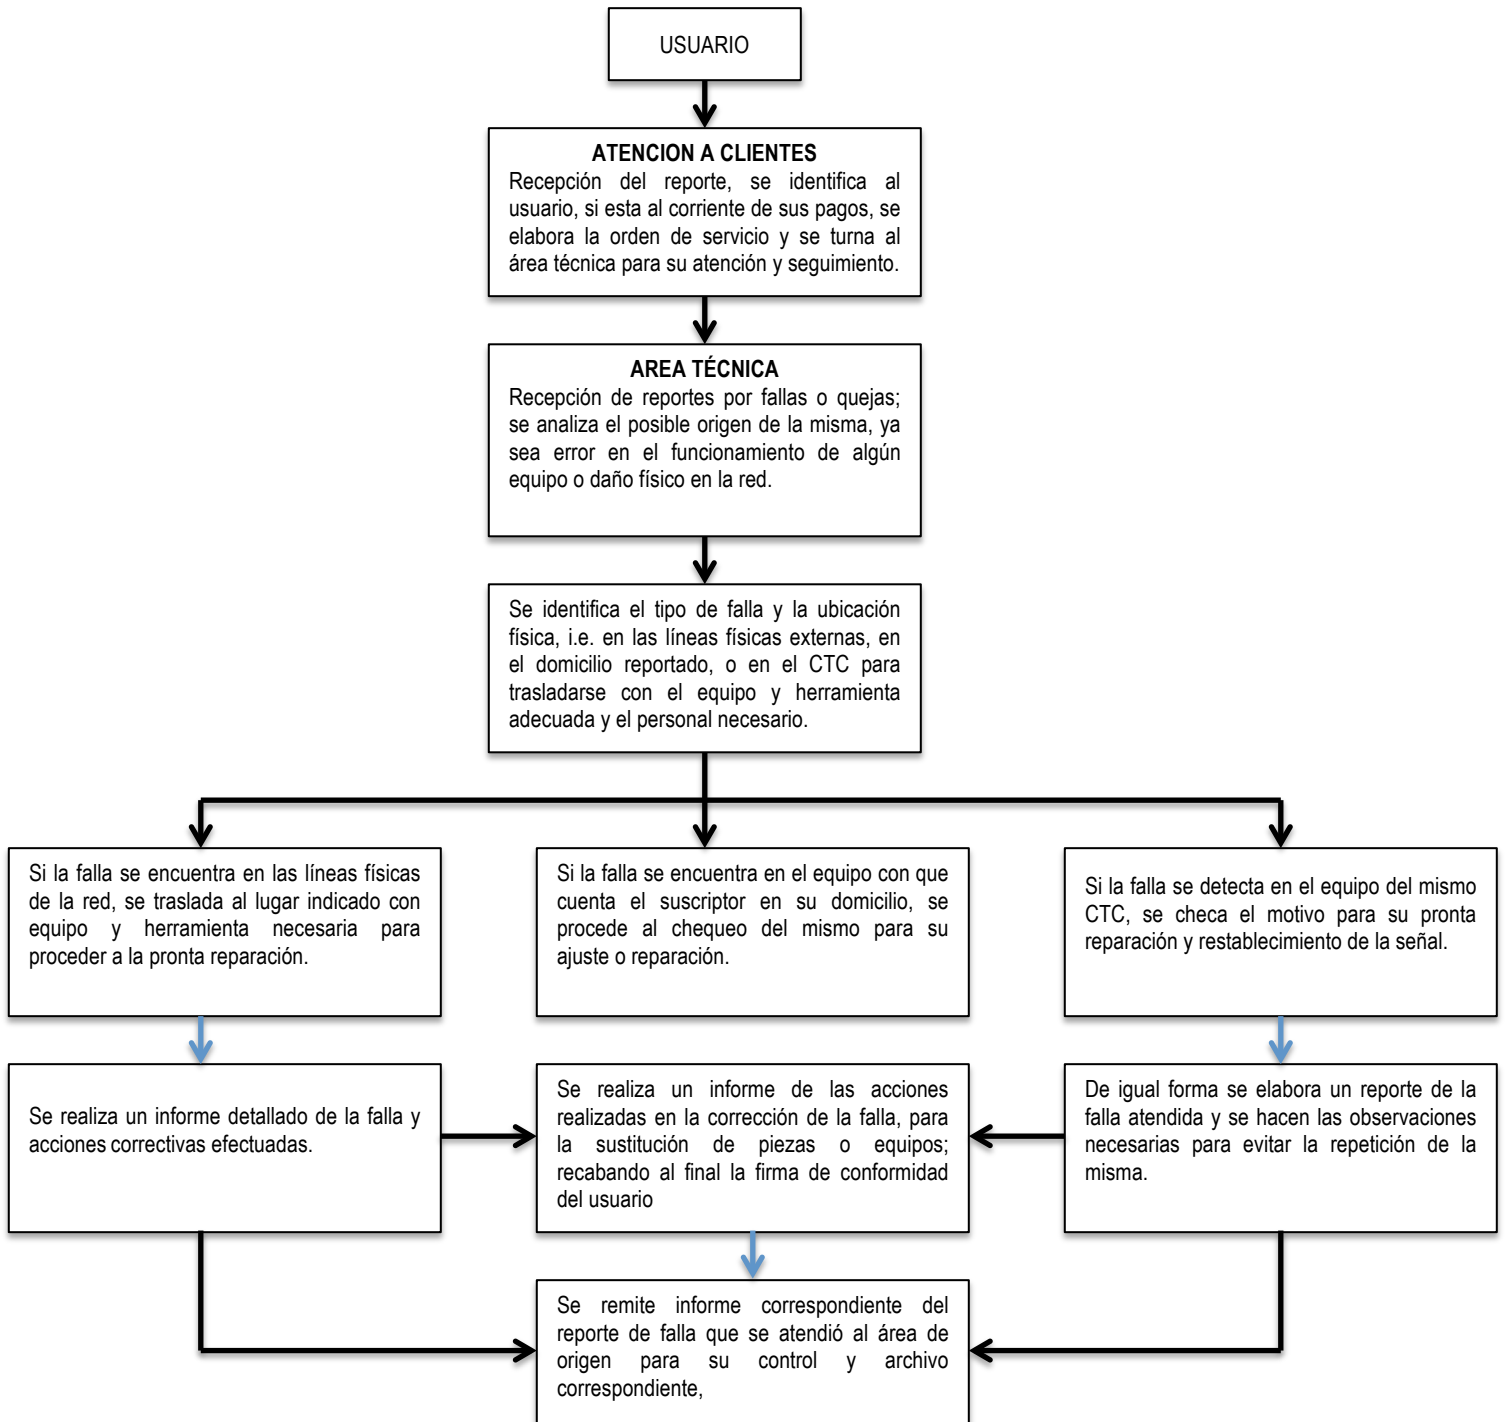 USUARIO
ATENCION A CLIENTES
Recepción del reporte, se identifica al
usuario, si esta al corriente de sus pagos, se
elabora la orden de servicio y se turna al
área técnica para su atención y seguimiento.
AREA TÉCNICA
Recepción de reportes por fallas o quejas;
se analiza el posible origen de la misma, ya
sea error en el funcionamiento de algún
equipo o daño físico en la red.
Se identifica el tipo de falla y la ubicación
física, i.e. en las líneas físicas externas, en
el domicilio reportado, o en el CTC para
trasladarse con el equipo y herramienta
adecuada y el personal necesario.
Si la falla se encuentra en las líneas físicas
de la red, se traslada al lugar indicado con
equipo y herramienta necesaria para
proceder a la pronta reparación.
Si la falla se encuentra en el equipo con que
cuenta el suscriptor en su domicilio, se
procede al chequeo del mismo para su
ajuste o reparación.
Si la falla se detecta en el equipo del mismo
CTC, se checa el motivo para su pronta
reparación y restablecimiento de la señal.
Se realiza un informe detallado de la falla y
acciones correctivas efectuadas.
Se realiza un informe de las acciones
realizadas en la corrección de la falla, para
la sustitución de piezas o equipos;
recabando al final la firma de conformidad
del usuario
De igual forma se elabora un reporte de la
falla atendida y se hacen las observaciones
necesarias para evitar la repetición de la
misma.
Se remite informe correspondiente del
reporte de falla que se atendió al área de
origen para su control y archivo
correspondiente,